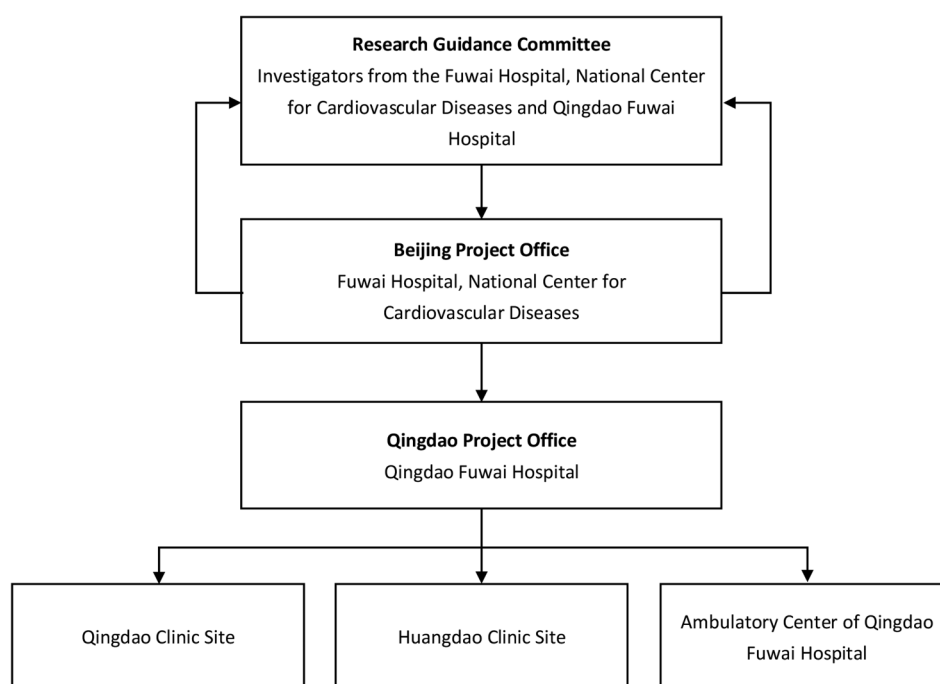 Research Guidance Committee
Investigators from the Fuwai Hospital, National Center
for Cardiovascular Diseases and Qingdao Fuwai
Hospital
Beijing Project Office
Fuwai Hospital, National Center for
Cardiovascular Diseases
Qingdao Project Office
Qingdao Fuwai Hospital
Qingdao Clinic Site
Huangdao Clinic Site
Ambulatory Center of Qingdao
Fuwai Hospital